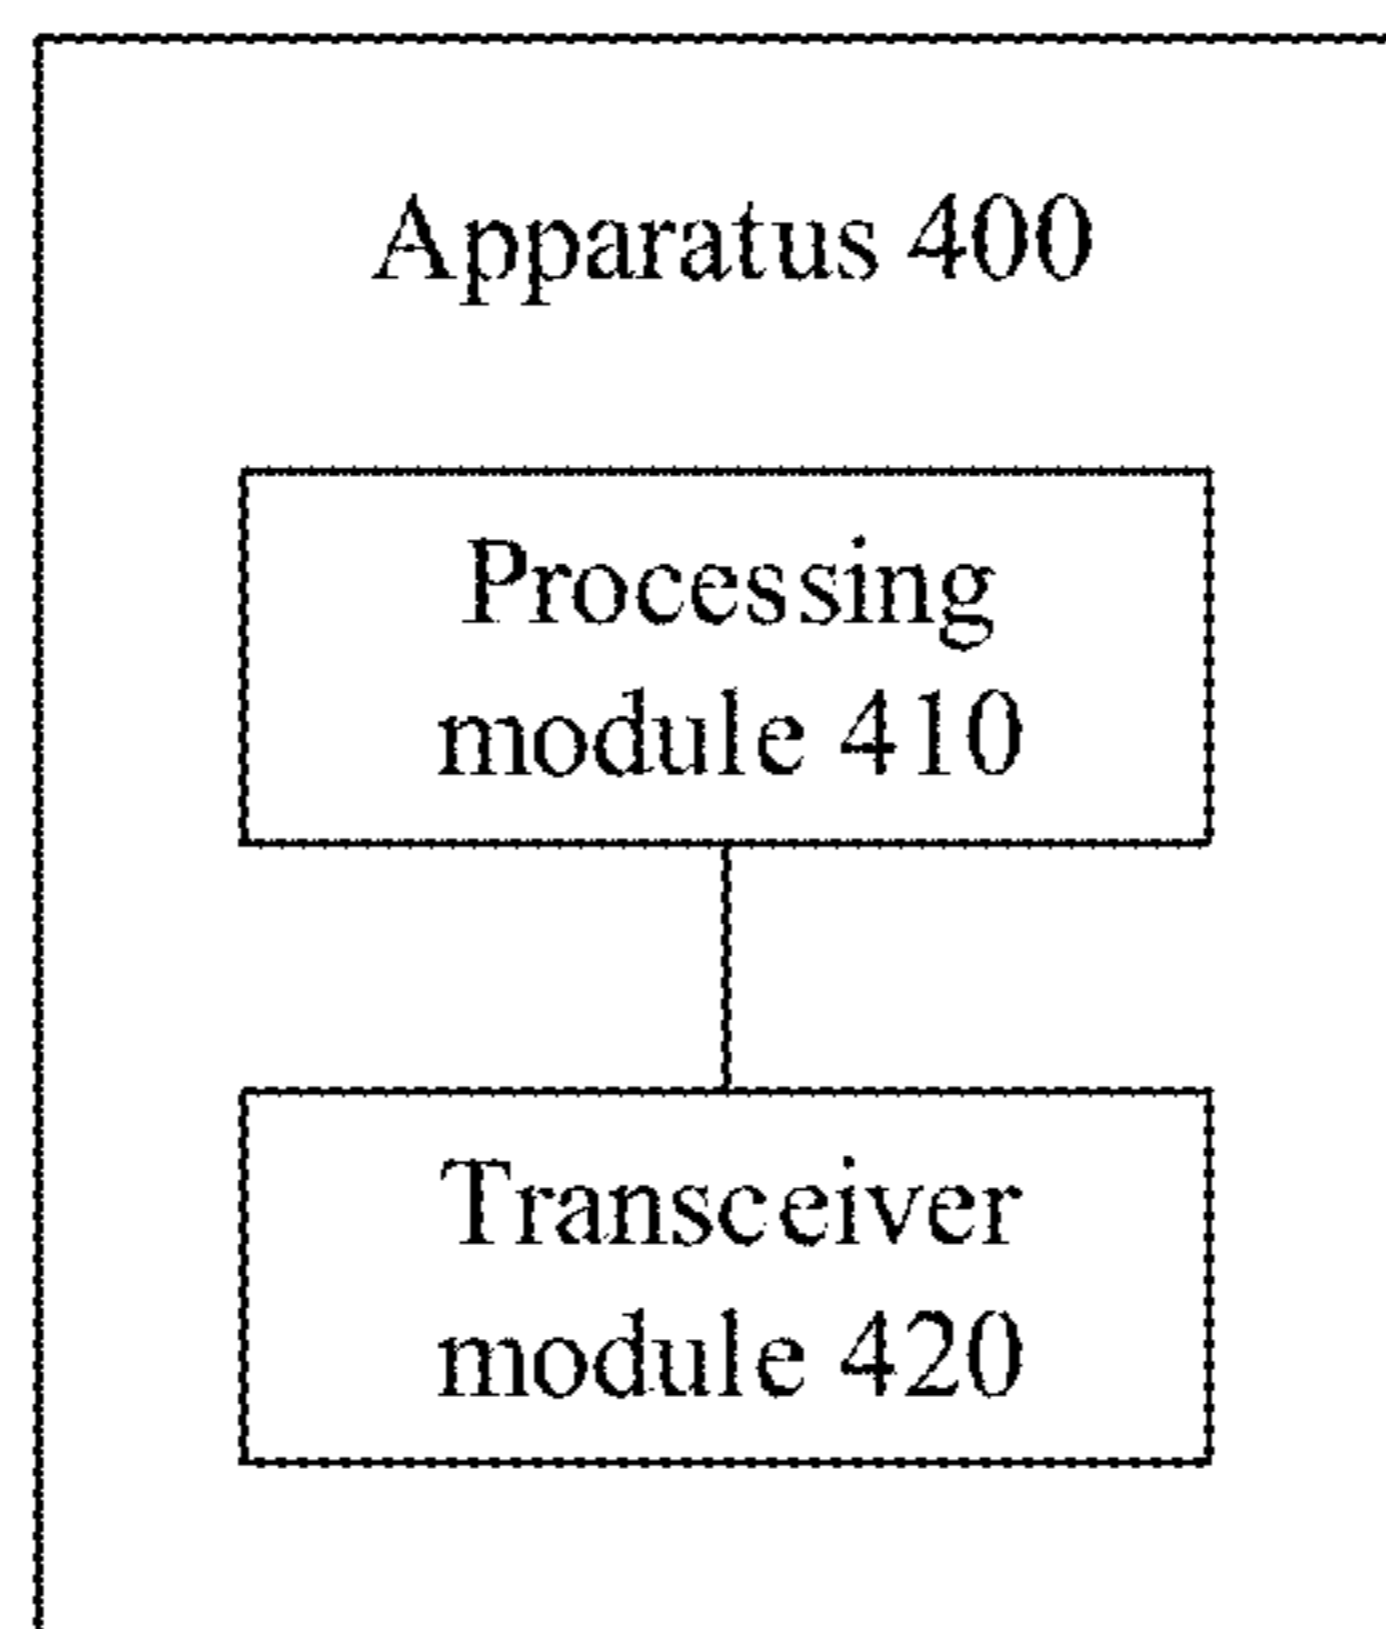 Apparatus 400
Processing
module 410
Transceiver
module 420